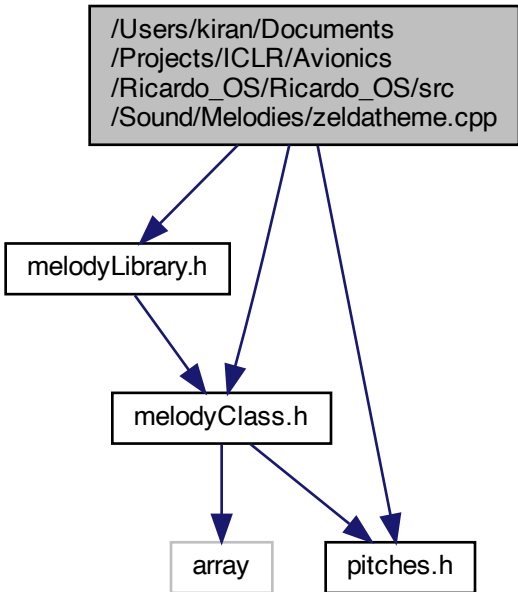 /Users/kiran/Documents
/Projects/ICLR/Avionics
/Ricardo_OS/Ricardo_OS/src
/Sound/Melodies/zeldatheme.cpp
melodyLibrary.h
melodyClass.h
array
pitches.h